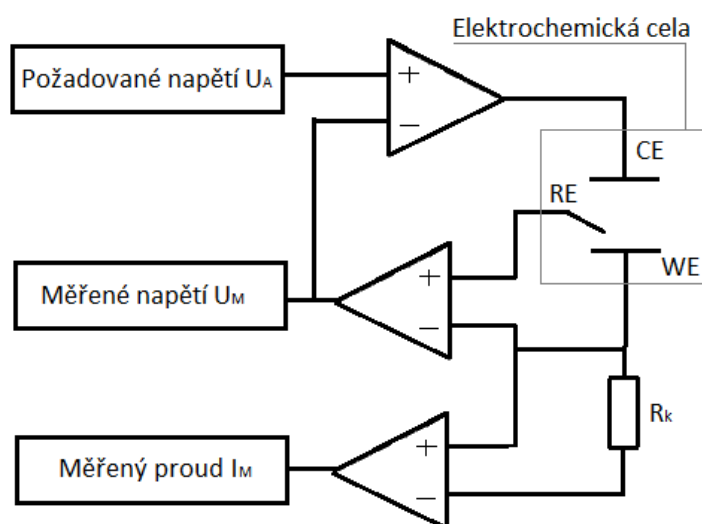 Elektrochemická cela
Požadované napětí UA
+
−
CE
RE
WE
Měřené napětí UM
+
−
Rk
Měřený proud IM
+
−